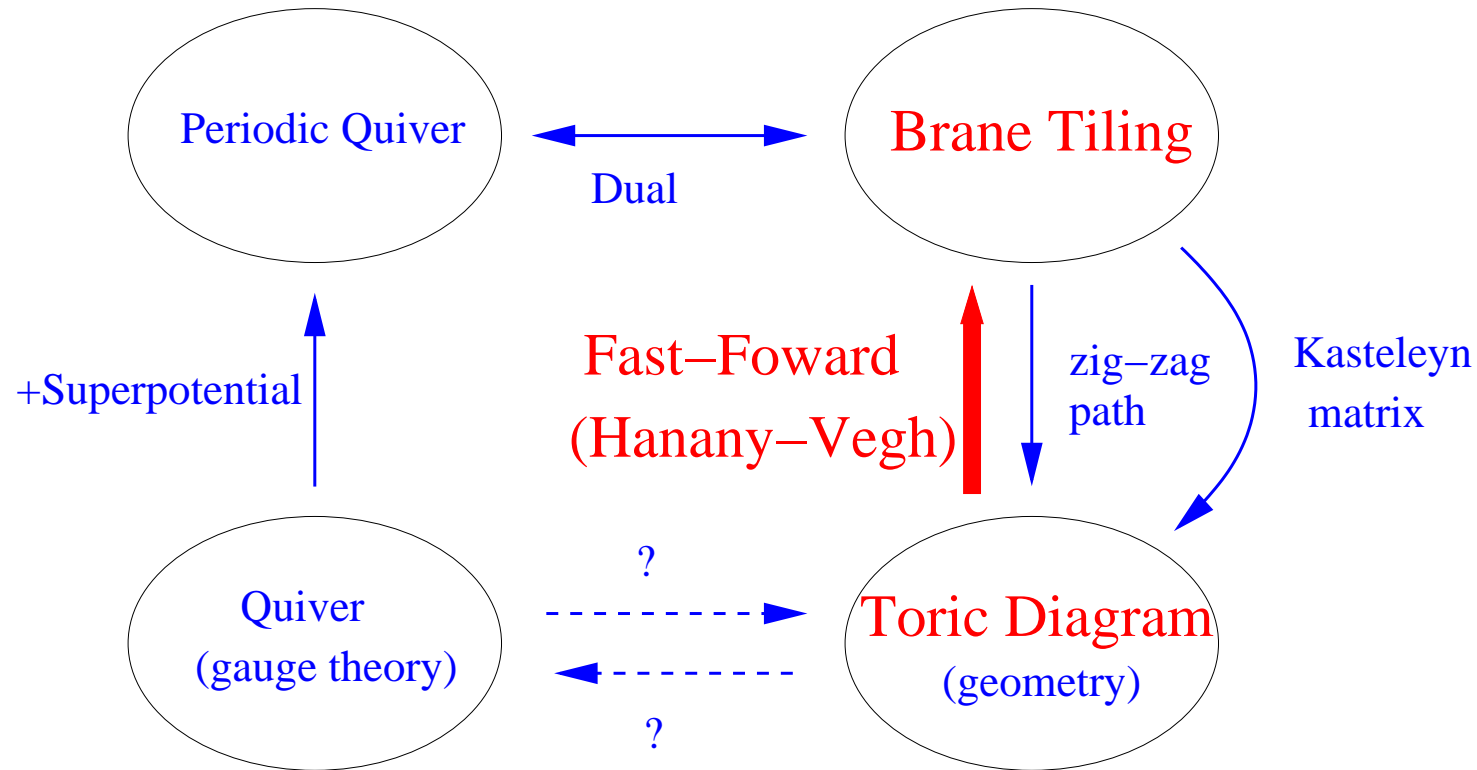 Periodic Quiver
Brane Tiling
Dual
+Superpotential
Fast−Foward
(Hanany−Vegh)
zig−zag
path
Kasteleyn
matrix
?
Quiver
(gauge theory)
Toric Diagram
(geometry)
?